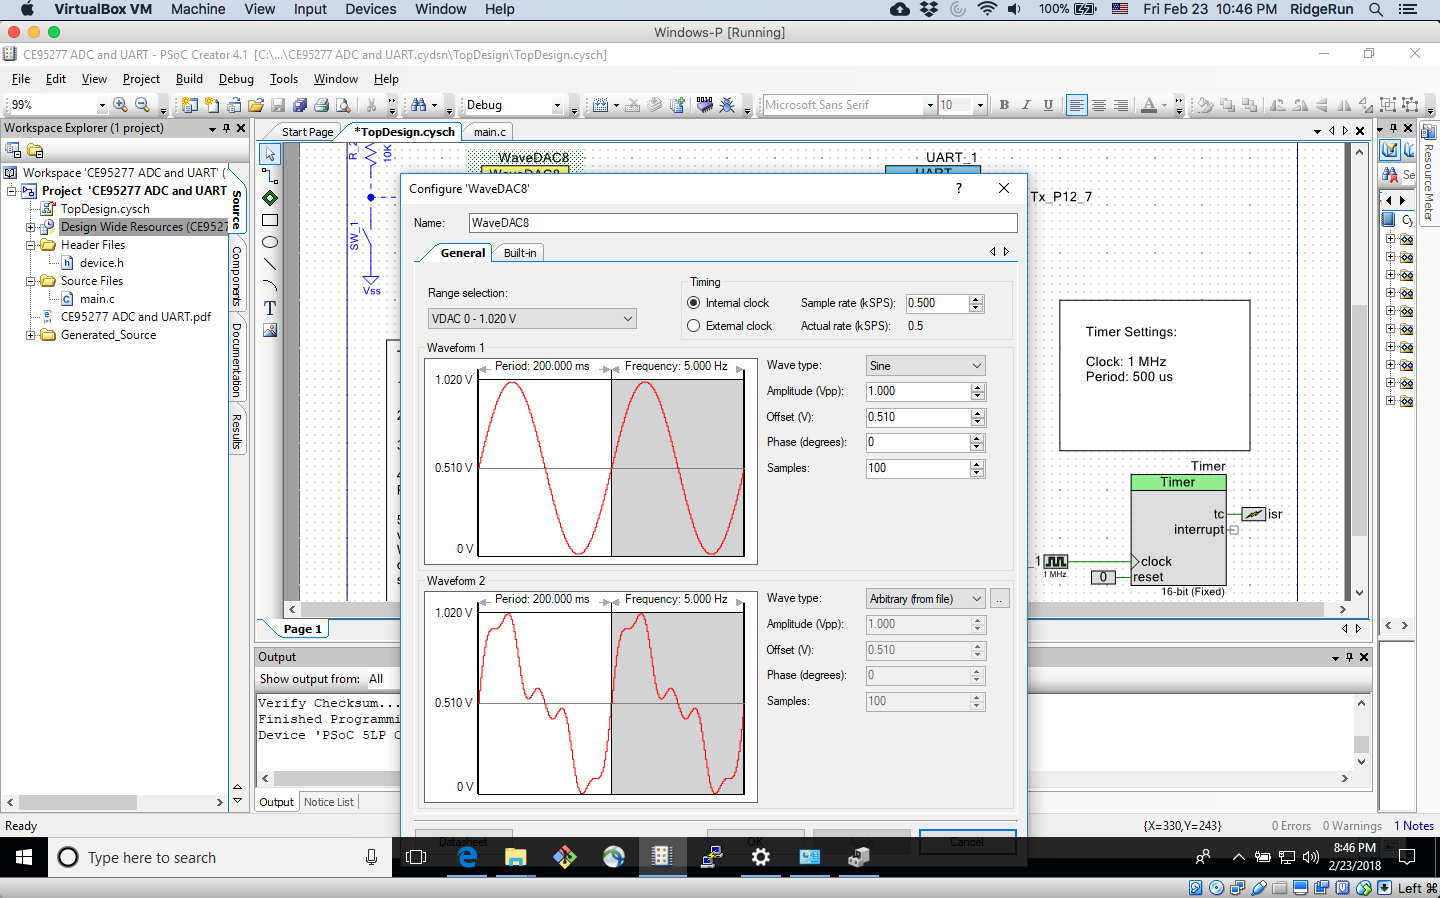 VirtualBox VM Machine View Input Devices Window Help 100% Fri Feb 23 10:46 PM RidgeRun
Windows-P [Running]
CE95277 ADC and UART - PSoC Creator 4.1 [C:\...\CE95277 ADC and UART.cydsn\TopDesign\TopDesign.cysch]
File Edit View Project Build Debug Tools Window Help
99% Debug Microsoft Sans Serif 10 B I U A
Workspace Explorer (1 project)
Start Page *TopDesign.cysch main.c
Workspace 'CE95277 ADC and UART' (
Project 'CE95277 ADC and UART
TopDesign.cysch
Design Wide Resources (CE9527
Header Files
device.h
Source Files
main.c
CE95277 ADC and UART.pdf
Generated_Source
Source
Components
Documentation
Results
T
R_2
10K
SW_1
Vss
WaveDAC8
WaveDAC8
UART_1
UART
Tx_P12_7
Configure 'WaveDAC8' ?
Name: WaveDAC8
General Built-in
Range selection:
VDAC 0 - 1.020 V
Timing
Internal clock Sample rate (kSPS): 0.500
External clock Actual rate (kSPS): 0.5
Waveform 1
Period: 200.000 ms Frequency: 5.000 Hz
1.020 V
0.510 V
0 V
Wave type: Sine
Amplitude (Vpp): 1.000
Offset (V): 0.510
Phase (degrees): 0
Samples: 100
Waveform 2
Period: 200.000 ms Frequency: 5.000 Hz
1.020 V
0.510 V
0 V
Wave type: Arbitrary (from file) ..
Amplitude (Vpp): 1.000
Offset (V): 0.510
Phase (degrees): 0
Samples: 100
Datasheet OK Cancel
Timer Settings:
Clock: 1 MHz
Period: 500 us
Timer
Timer
tc isr
interrupt
_1 clock
1 MHz
0 reset
16-bit (Fixed)
Se
Cy
Resource Meter
Page 1
Output
Show output from: All
Verify Checksum...
Finished Programmi
Device 'PSoC 5LP C
Output Notice List
Ready {X=330,Y=243} 0 Errors 0 Warnings 1 Notes
Type here to search
8:46 PM
2/23/2018
Left ⌘